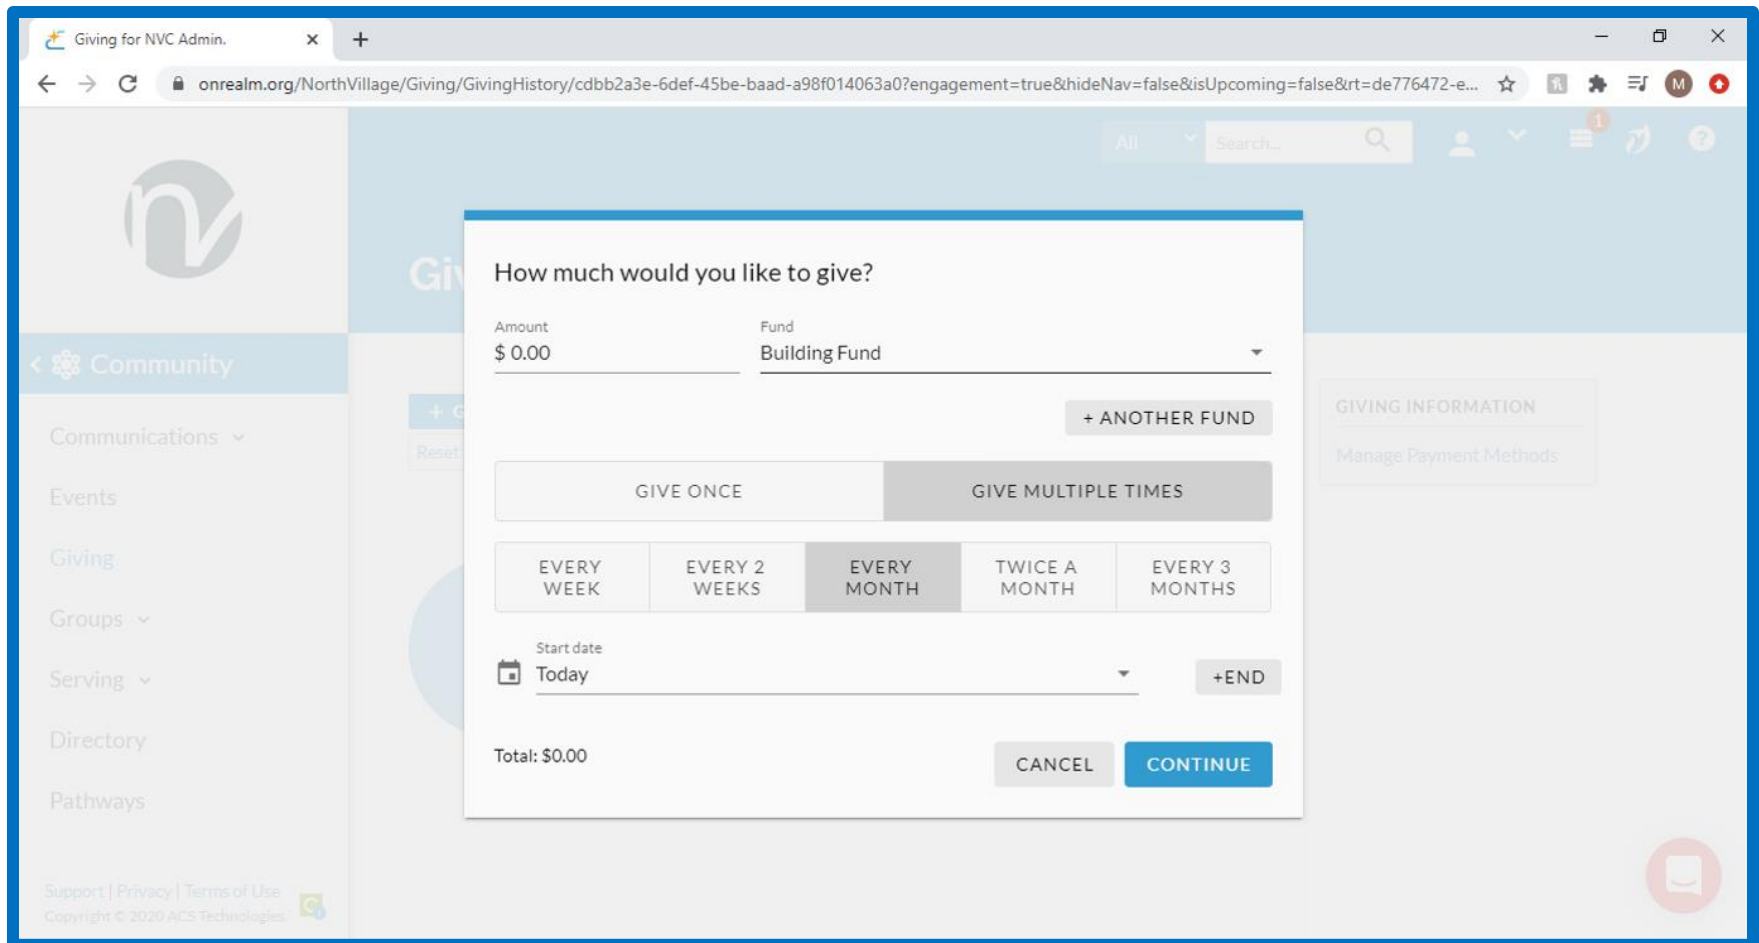 Giving for NVC Admin.
onrealm.org/NorthVillage/Giving/GivingHistory/cdbb2a3e-6def-45be-baad-a98f014063a0?engagement=true&hideNav=false&isUpcoming=false&rt=de776472-e...
M
All
Search...
1
nv
Giv
How much would you like to give?
Amount
Fund
$ 0.00
Building Fund
+ ANOTHER FUND
GIVE ONCE
GIVE MULTIPLE TIMES
EVERY WEEK
EVERY 2 WEEKS
EVERY MONTH
TWICE A MONTH
EVERY 3 MONTHS
Start date
Today
+END
Total: $0.00
CANCEL
CONTINUE
Community
Communications
Events
Giving
Groups
Serving
Directory
Pathways
+ G
Reset
GIVING INFORMATION
Manage Payment Methods
Support | Privacy | Terms of Use
Copyright © 2020 ACS Technologies